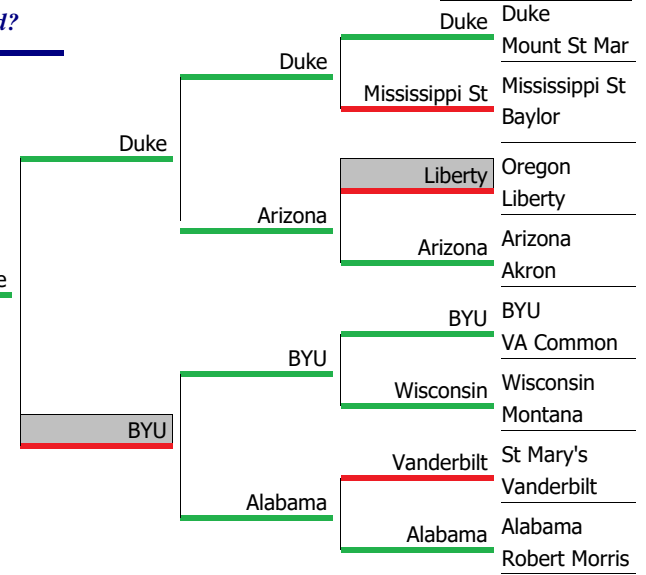 d?
Duke
Mount St Mar
Mississippi St
Baylor
Oregon
Liberty
Arizona
Akron
BYU
VA Common
Wisconsin
Montana
St Mary's
Vanderbilt
Alabama
Robert Morris
Duke
Mississippi St
Liberty
Arizona
BYU
Wisconsin
Vanderbilt
Alabama
Duke
Arizona
BYU
Alabama
Duke
BYU
e